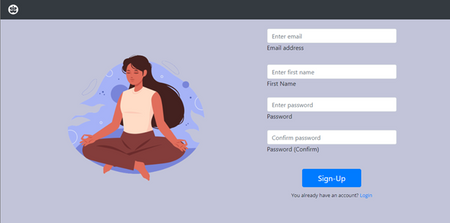 Enter email
Email address
Enter first name
First Name
Enter password
Password
Confirm password
Password (Confirm)
Sign-Up
You already have an account? Login